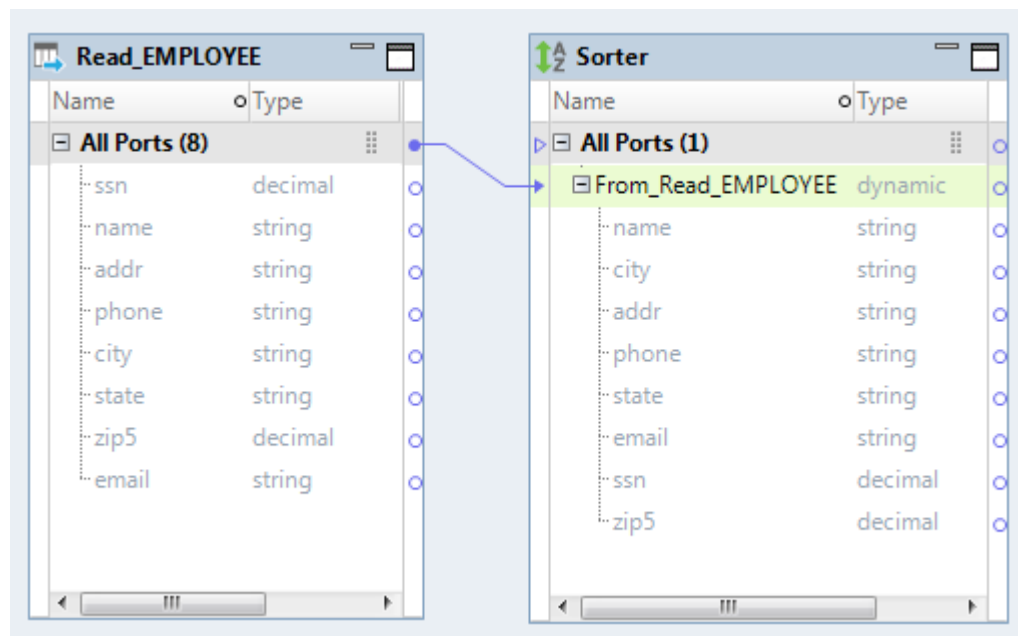 Read_EMPLOYEE
Name Type
All Ports (8)
ssn decimal
name string
addr string
phone string
city string
state string
zip5 decimal
email string
Sorter
Name Type
All Ports (1)
From_Read_EMPLOYEE dynamic
name string
city string
addr string
phone string
state string
email string
ssn decimal
zip5 decimal